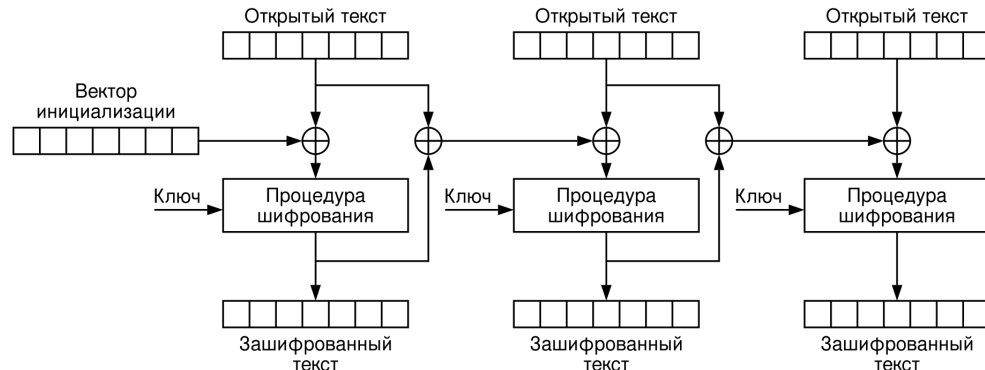 Открытый текст
Открытый текст
Открытый текст
Вектор
инициализации
Ключ
Процедура
шифрования
Ключ
Процедура
шифрования
Ключ
Процедура
шифрования
Зашифрованный
текст
Зашифрованный
текст
Зашифрованный
текст